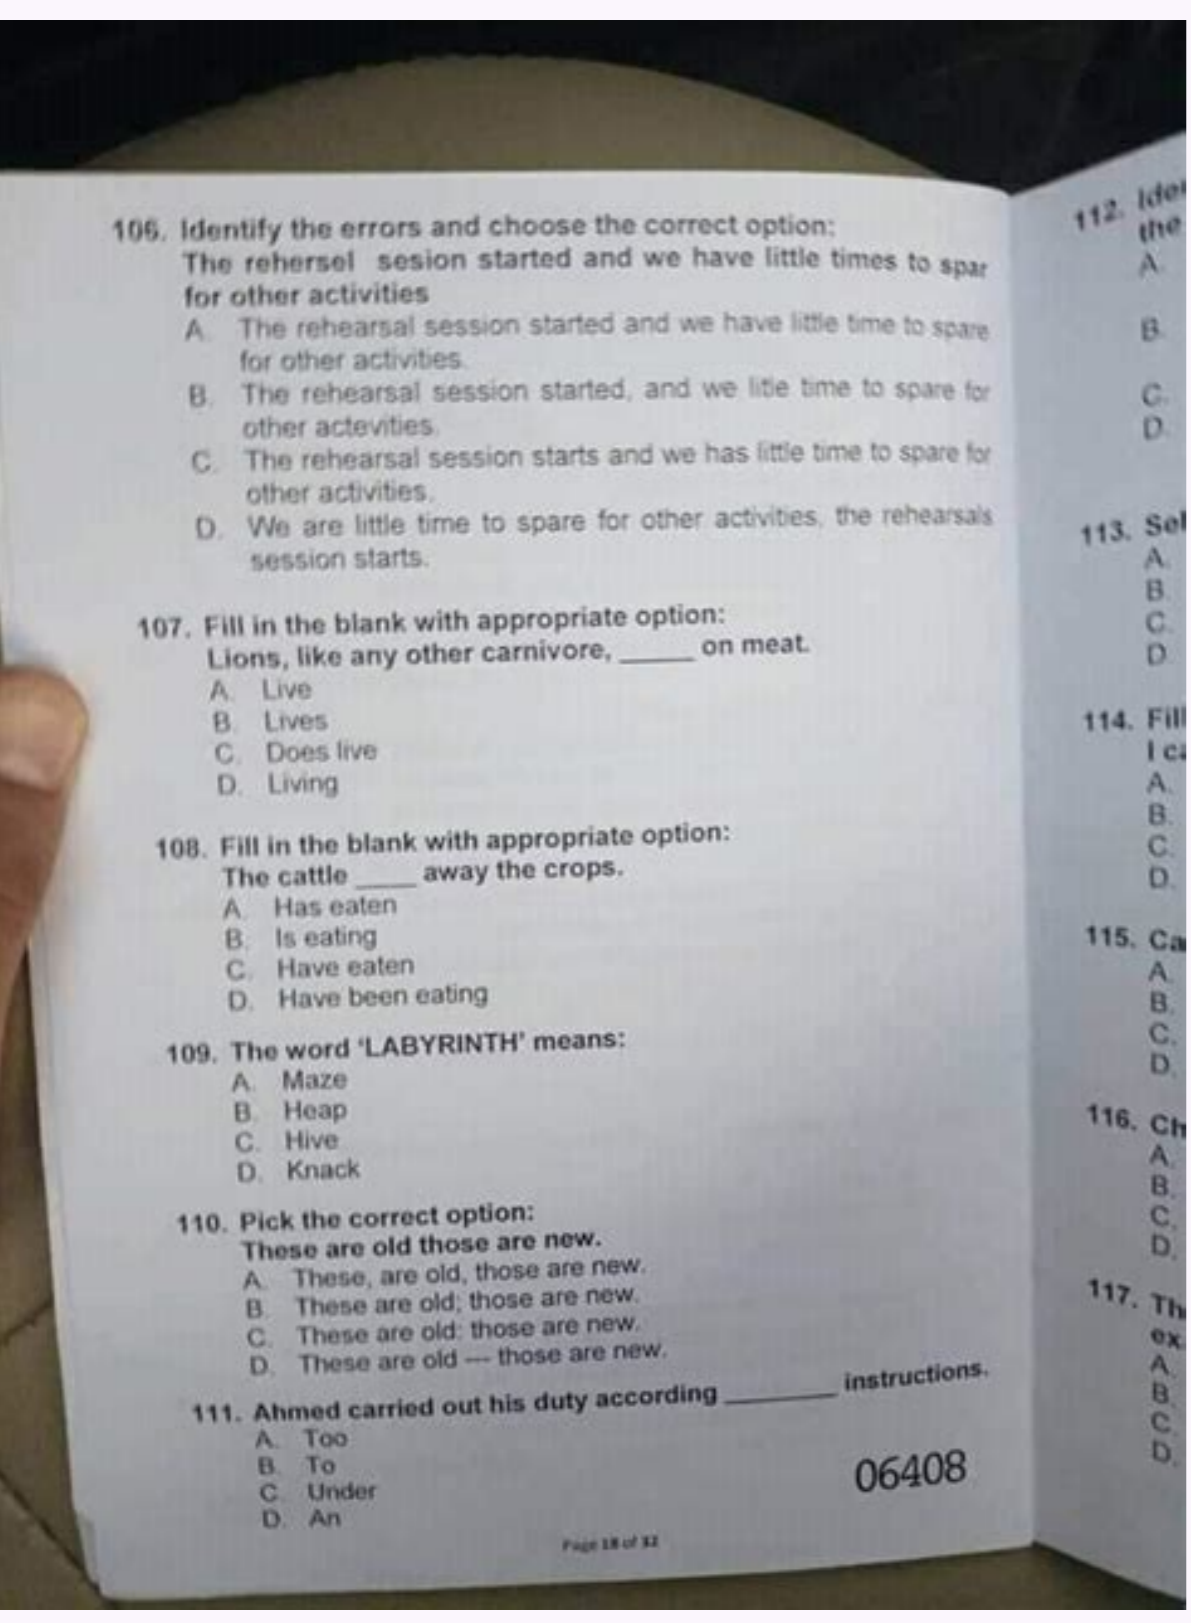 106. Identify the errors and choose the correct option:
The rehersel sesion started and we have little times to spar
for other activities
A. The rehearsal session started and we have little time to spare
for other activities.
B. The rehearsal session started, and we litle time to spare for
other actevities.
C. The rehearsal session starts and we has little time to spare for
other activities.
D. We are little time to spare for other activities, the rehearsals
session starts.
107. Fill in the blank with appropriate option:
Lions, like any other carnivore, _____ on meat.
A. Live
B. Lives
C. Does live
D. Living
108. Fill in the blank with appropriate option:
The cattle ____ away the crops.
A. Has eaten
B. Is eating
C. Have eaten
D. Have been eating
109. The word ‘LABYRINTH’ means:
A. Maze
B. Heap
C. Hive
D. Knack
110. Pick the correct option:
These are old those are new.
A. These, are old, those are new.
B. These are old; those are new.
C. These are old: those are new.
D. These are old --- those are new.
111. Ahmed carried out his duty according _______ instructions.
A. Too
B. To
C. Under
D. An
06408
Page 18 of 32
112.
the
A.
B.
C.
D.
113.
A.
B.
C.
D.
114. Fill
I
A.
B.
C.
D.
115.
A.
B.
C.
D.
116.
A.
B.
C.
D.
117.
A.
B.
C.
D.